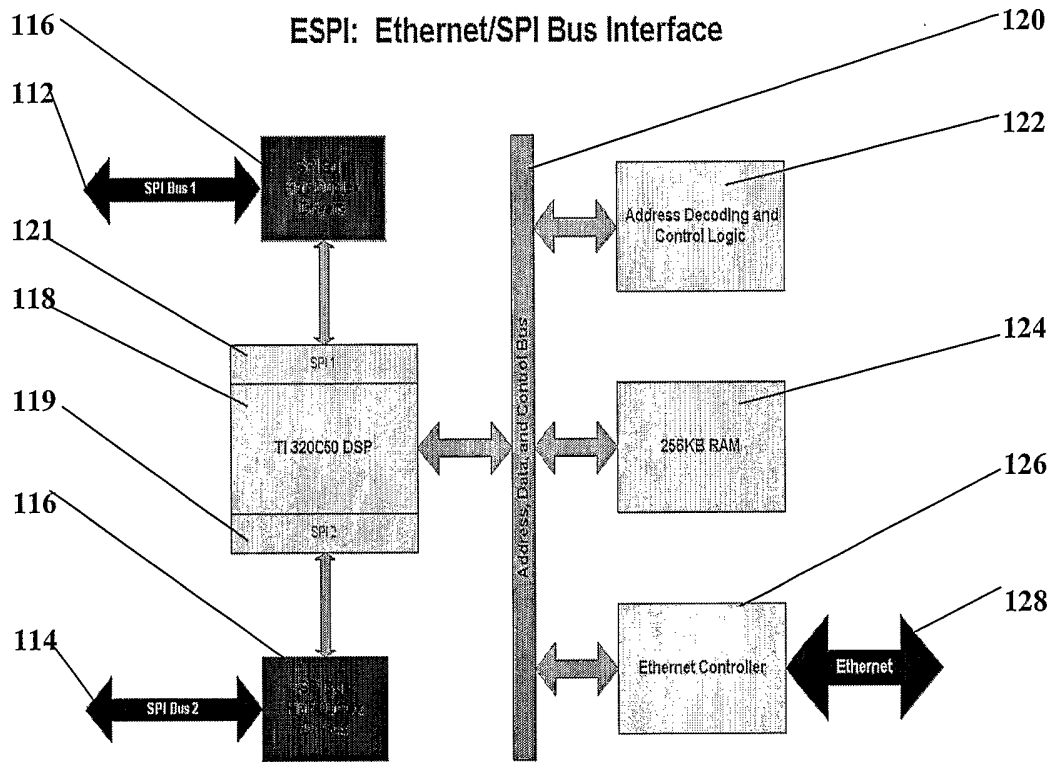 116
ESPI: Ethernet/SPI Bus Interface
120
112
122
SPI Bus 1
Address Decoding and
Control Logic
121
118
SPI 1
124
119
TI 320C50 DSP
Address, Data, and Control Bus
256KB RAM
126
116
SPI 2
128
114
Ethernet Controller
Ethernet
SPI Bus 2